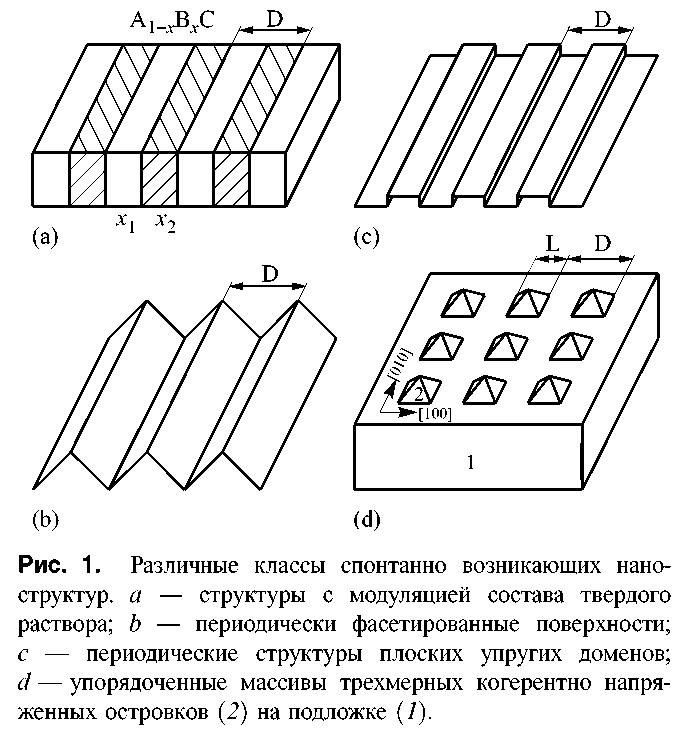 A₁₋ₓBₓC D
D
x₁ x₂
(a)
(c)
D
L D
[010]
2
[100]
1
(b)
(d)
Рис. 1. Различные классы спонтанно возникающих нано-
структур. a — структуры с модуляцией состава твердого
раствора; b — периодически фасетированные поверхности;
c — периодические структуры плоских упругих доменов;
d — упорядоченные массивы трехмерных когерентно напря-
женных островков (2) на подложке (1).